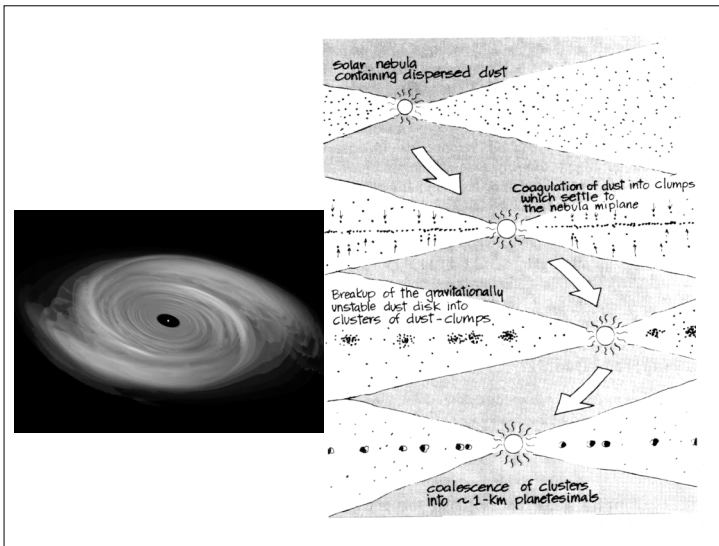 Solar nebula
containing dispersed dust
Coagulation of dust into clumps
which settle to
the nebula miplane
Breakup of the gravitationally
unstable dust disk into
clusters of dust-clumps
coalescence of clusters
into ~ 1-Km planetesimals